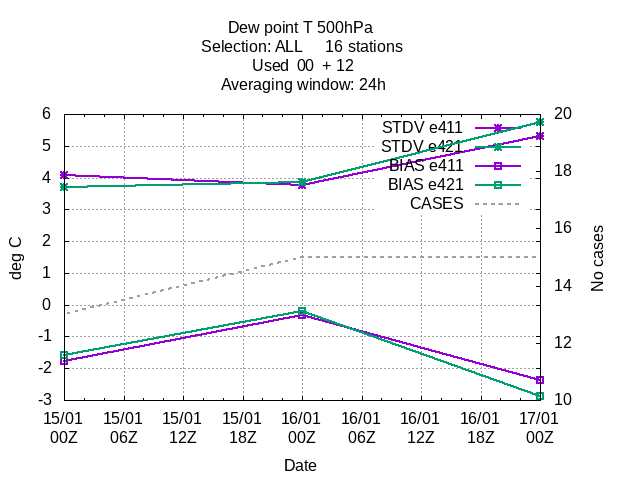 Dew point T 500hPa
Selection: ALL     16 stations
Used  00  + 12
Averaging window: 24h
6
5
4
3
2
1
0
-1
-2
-3
deg C
20
18
16
14
12
10
No cases
STDV e411
STDV e421
BIAS e411
BIAS e421
CASES
15/01 15/01 15/01 15/01 16/01 16/01 16/01 16/01 17/01
00Z 06Z 12Z 18Z 00Z 06Z 12Z 18Z 00Z
Date